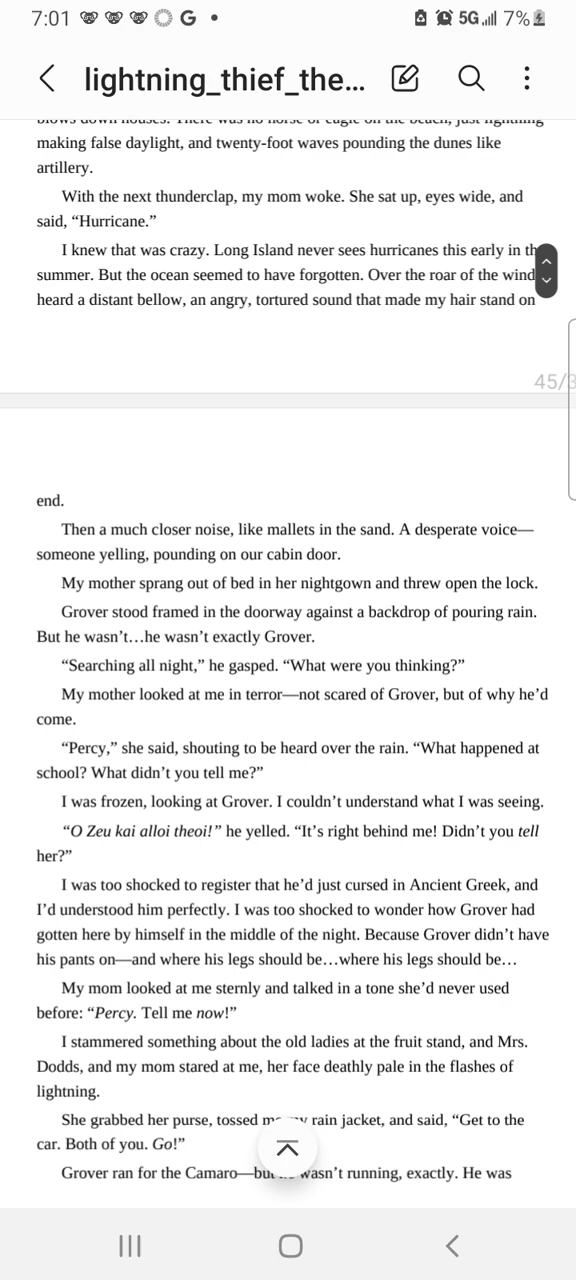 7:01 G • 5G 7%
lightning_thief_the...
making false daylight, and twenty-foot waves pounding the dunes like
artillery.
With the next thunderclap, my mom woke. She sat up, eyes wide, and
said, “Hurricane.”
I knew that was crazy. Long Island never sees hurricanes this early in
summer. But the ocean seemed to have forgotten. Over the roar of the wind
heard a distant bellow, an angry, tortured sound that made my hair stand on
45/3
end.
Then a much closer noise, like mallets in the sand. A desperate voice—
someone yelling, pounding on our cabin door.
My mother sprang out of bed in her nightgown and threw open the lock.
Grover stood framed in the doorway against a backdrop of pouring rain.
But he wasn’t…he wasn’t exactly Grover.
“Searching all night,” he gasped. “What were you thinking?”
My mother looked at me in terror—not scared of Grover, but of why he’d
come.
“Percy,” she said, shouting to be heard over the rain. “What happened at
school? What didn’t you tell me?”
I was frozen, looking at Grover. I couldn’t understand what I was seeing.
“O Zeu kai alloi theoi!” he yelled. “It’s right behind me! Didn’t you tell
her?”
I was too shocked to register that he’d just cursed in Ancient Greek, and
I’d understood him perfectly. I was too shocked to wonder how Grover had
gotten here by himself in the middle of the night. Because Grover didn’t have
his pants on—and where his legs should be…where his legs should be…
My mom looked at me sternly and talked in a tone she’d never used
before: “Percy. Tell me now!”
I stammered something about the old ladies at the fruit stand, and Mrs.
Dodds, and my mom stared at me, her face deathly pale in the flashes of
lightning.
She grabbed her purse, tossed rain jacket, and said, “Get to the
car. Both of you. Go!”
Grover ran for the Camaro— wasn’t running, exactly. He was